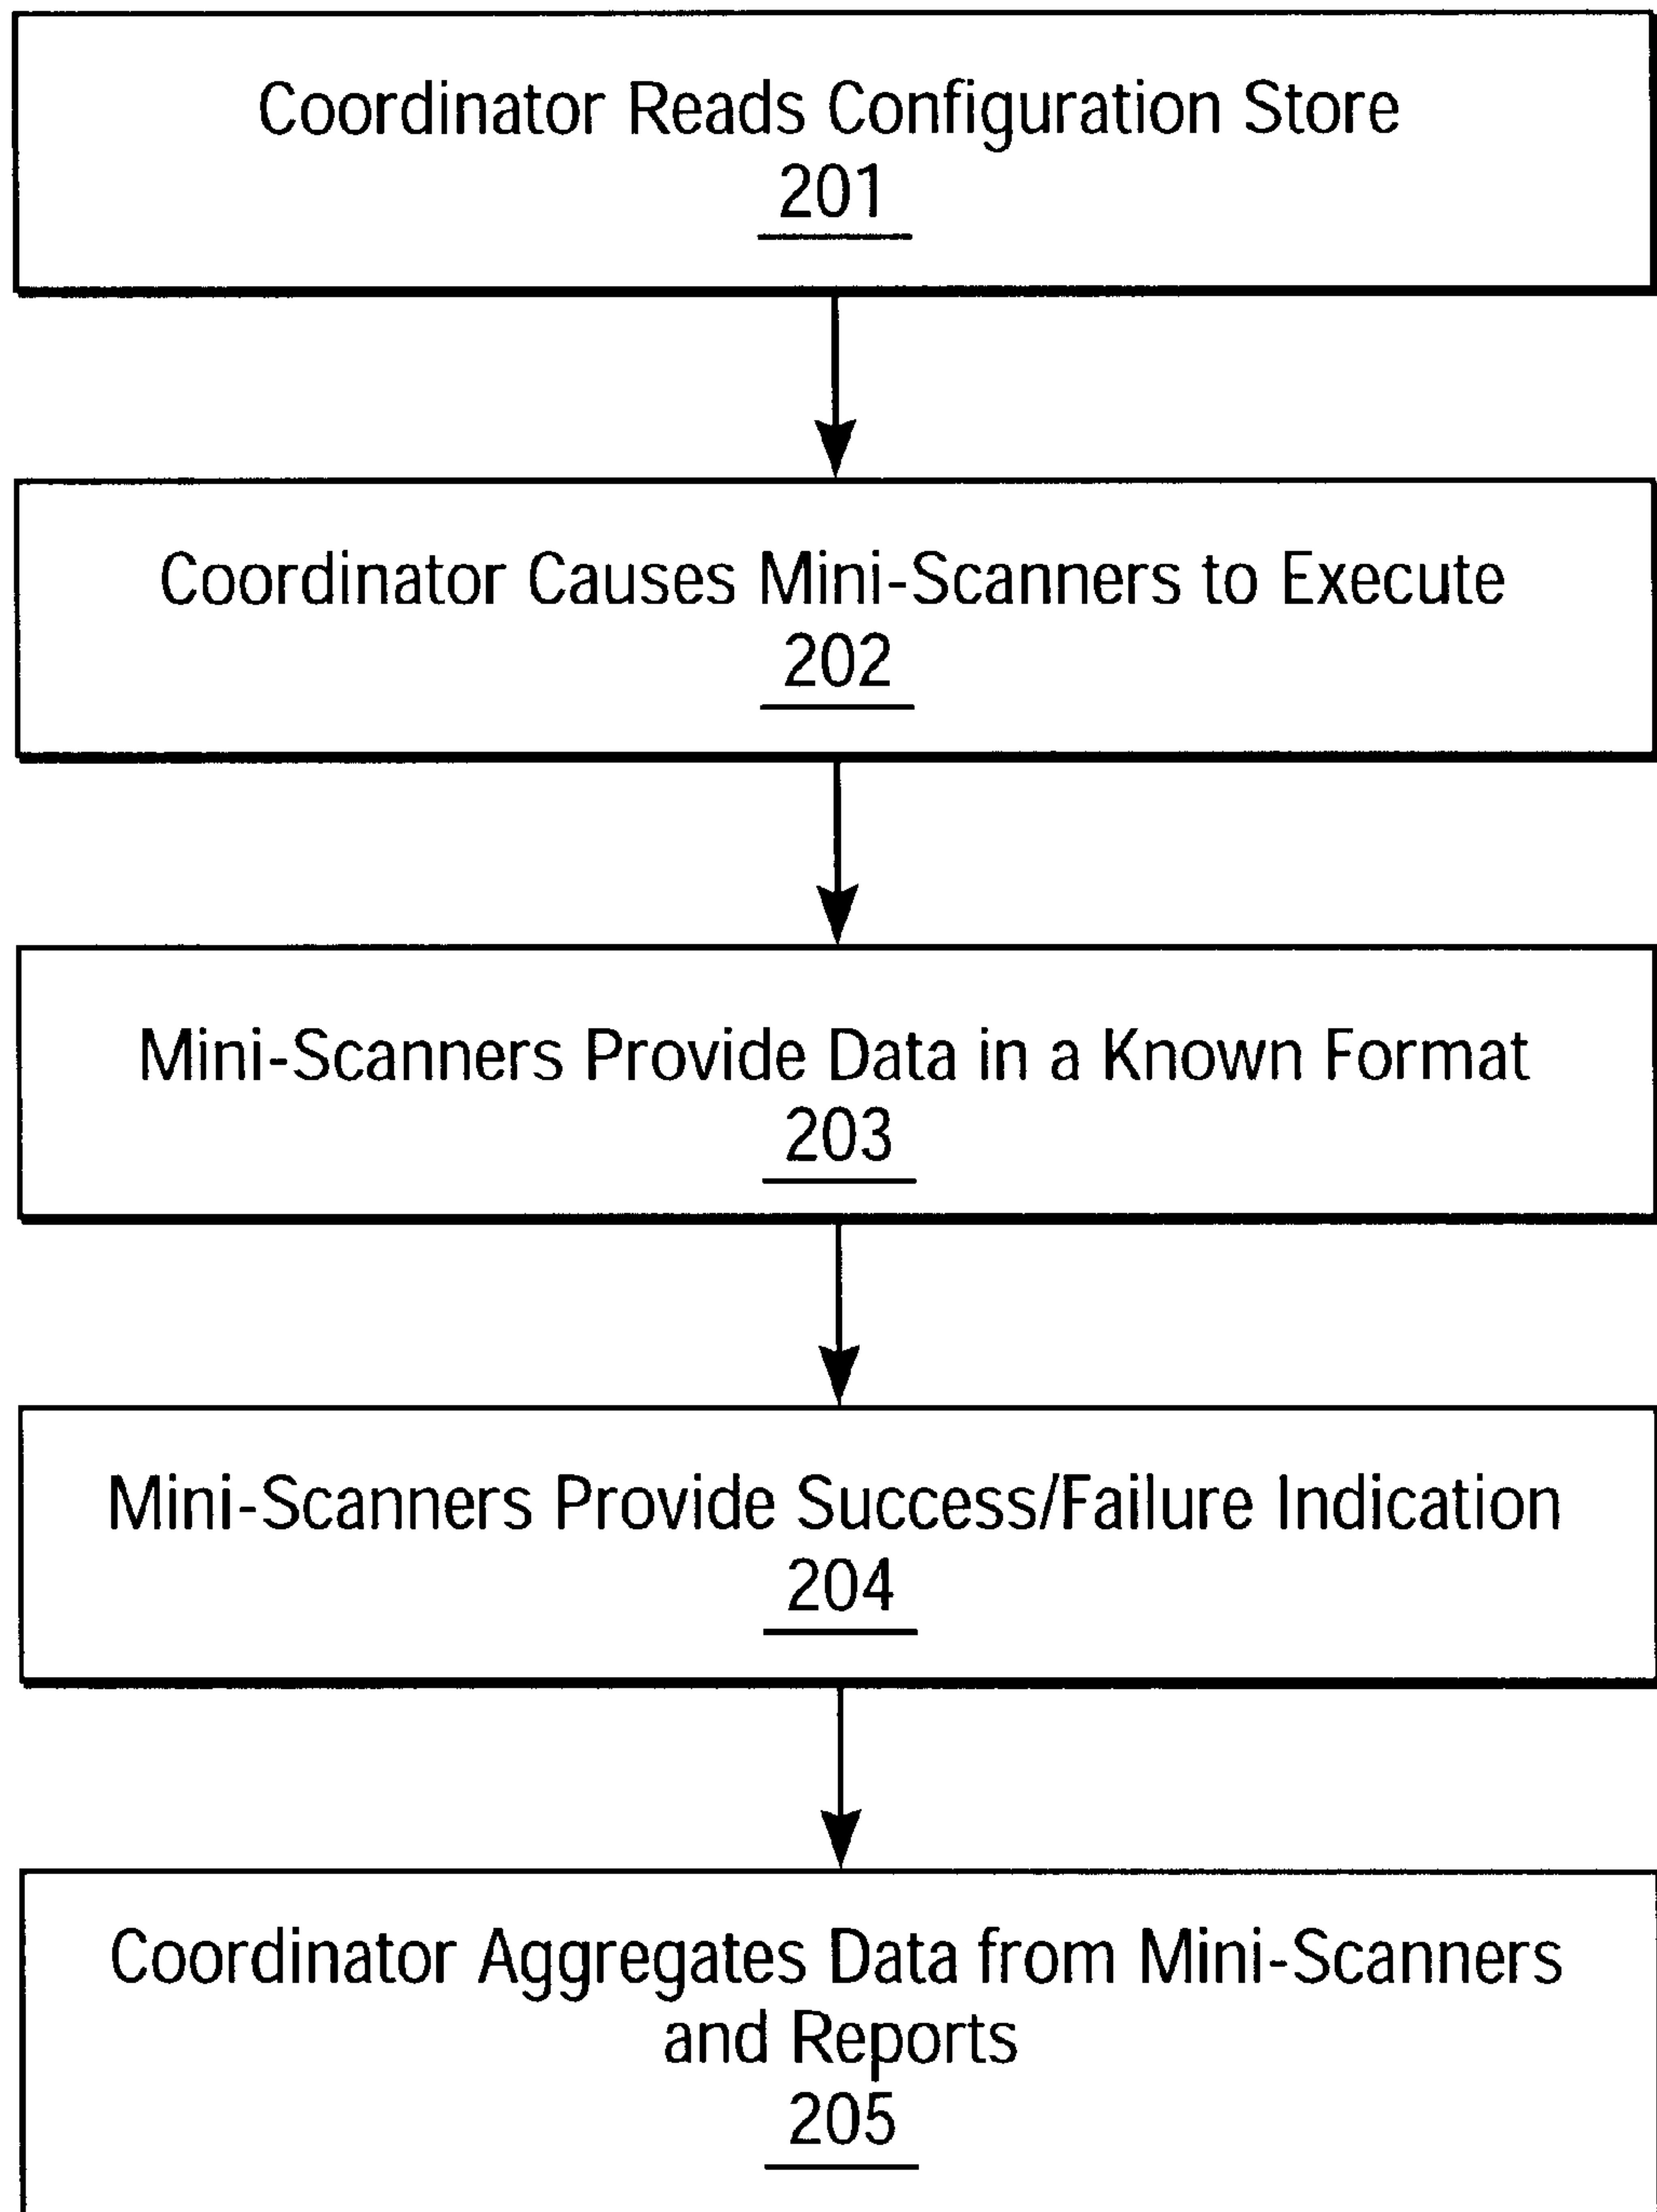 Coordinator Reads Configuration Store
201
Coordinator Causes Mini-Scanners to Execute
202
Mini-Scanners Provide Data in a Known Format
203
Mini-Scanners Provide Success/Failure Indication
204
Coordinator Aggregates Data from Mini-Scanners
and Reports
205